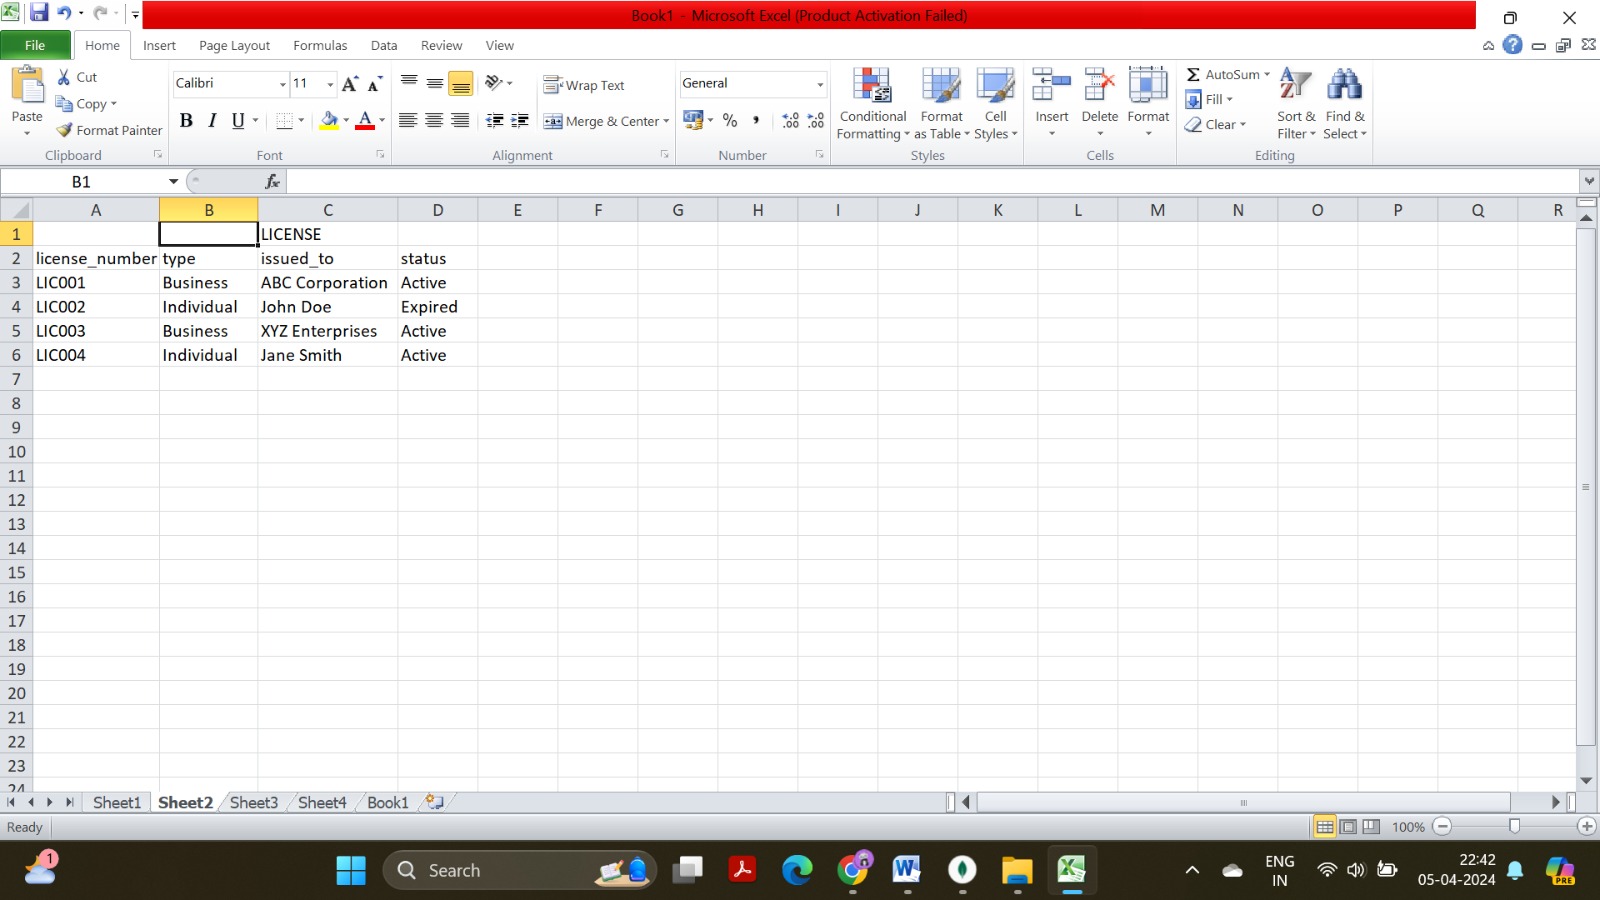 Book1 - Microsoft Excel (Product Activation Failed)
File Home Insert Page Layout Formulas Data Review View
Paste
Cut
Copy
Format Painter
Clipboard
Calibri 11
A A
B I U A
Font
Wrap Text
Merge & Center
Alignment
General
% , .00 .00
Number
Conditional Formatting
Format as Table
Cell Styles
Styles
Insert Delete Format
Cells
Σ AutoSum
Fill
Clear
Sort & Filter
Find & Select
Editing
B1 fx
A B C D E F G H I J K L M N O P Q R
1 LICENSE
2 license_number type issued_to status
3 LIC001 Business ABC Corporation Active
4 LIC002 Individual John Doe Expired
5 LIC003 Business XYZ Enterprises Active
6 LIC004 Individual Jane Smith Active
7
8
9
10
11
12
13
14
15
16
17
18
19
20
21
22
23
24
Sheet1 Sheet2 Sheet3 Sheet4 Book1
Ready 100%
1 Search ENG 22:42
IN 05-04-2024 PRE